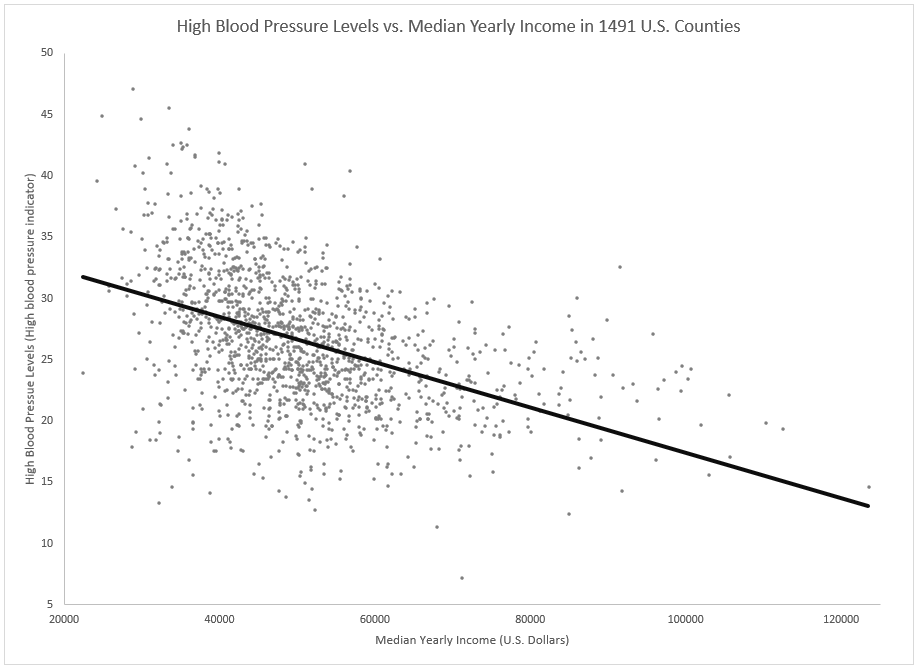 High Blood Pressure Levels vs. Median Yearly Income in 1491 U.S. Counties
50
45
40
35
30
25
20
15
10
5
High Blood Pressue Levels (High blood pressure indicator)
20000 40000 60000 80000 100000 120000
Median Yearly Income (U.S. Dollars)